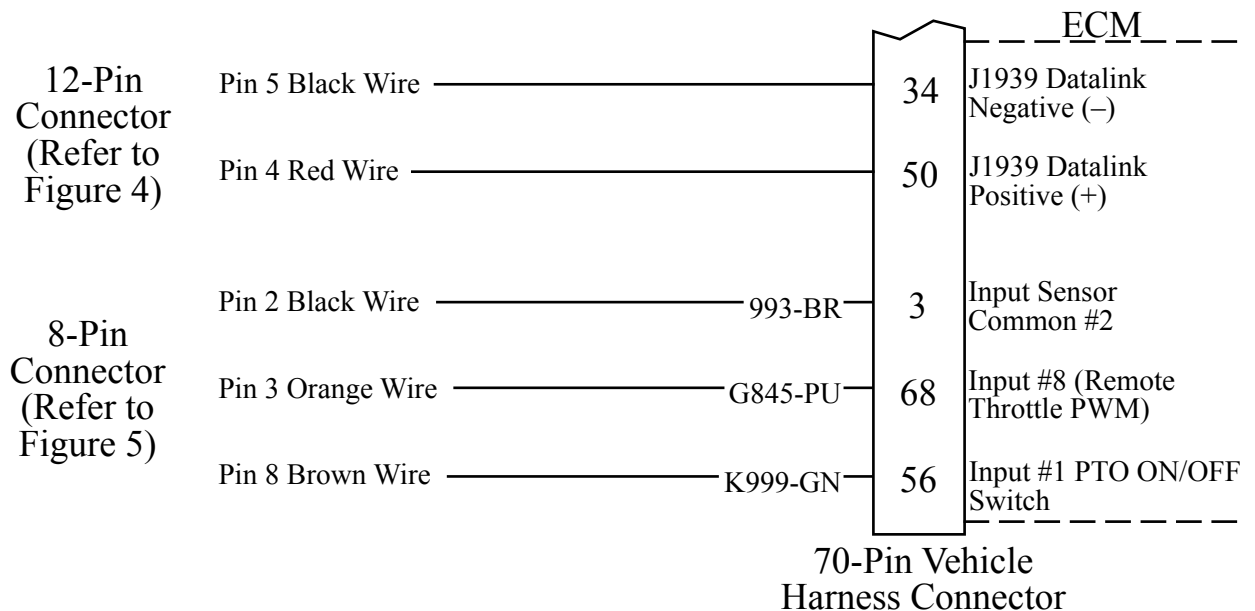 ECM
12-Pin
Connector
(Refer to
Figure 4)
Pin 5 Black Wire
34
J1939 Datalink
Negative (–)
Pin 4 Red Wire
50
J1939 Datalink
Positive (+)
8-Pin
Connector
(Refer to
Figure 5)
Pin 2 Black Wire
993-BR
3
Input Sensor
Common #2
Pin 3 Orange Wire
G845-PU
68
Input #8 (Remote
Throttle PWM)
Pin 8 Brown Wire
K999-GN
56
Input #1 PTO ON/OFF
Switch
70-Pin Vehicle
Harness Connector